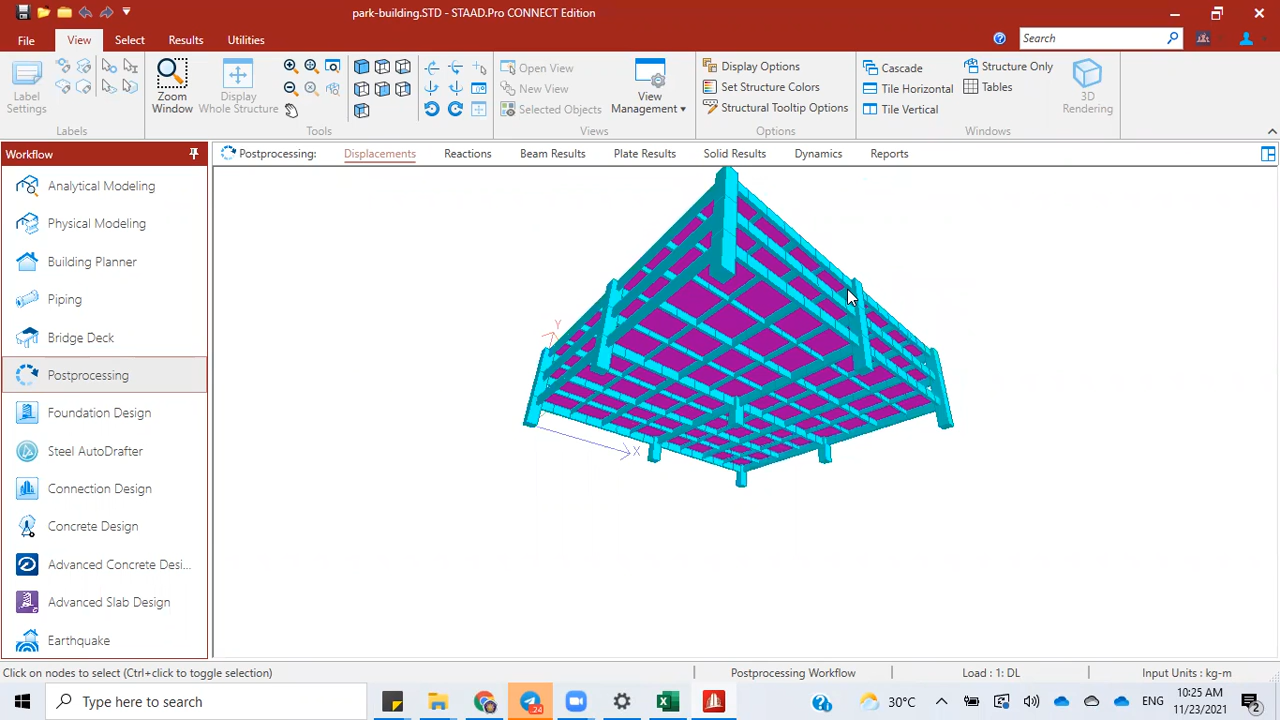 park-building.STD - STAAD.Pro CONNECT Edition
File
View
Select
Results
Utilities
Search
Label
Settings
Labels
Zoom
Window
Display
Whole Structure
Tools
Open View
New View
Selected Objects
View
Management
Views
Display Options
Set Structure Colors
Structural Tooltip Options
Options
Cascade
Tile Horizontal
Tile Vertical
Structure Only
Tables
3D
Rendering
Windows
Workflow
Postprocessing:
Displacements
Reactions
Beam Results
Plate Results
Solid Results
Dynamics
Reports
Analytical Modeling
Physical Modeling
Building Planner
Piping
Bridge Deck
Postprocessing
Foundation Design
Steel AutoDrafter
Connection Design
Concrete Design
Advanced Concrete Desi...
Advanced Slab Design
Earthquake
Y
X
Click on nodes to select (Ctrl+click to toggle selection)
Postprocessing Workflow
Load : 1: DL
Input Units : kg-m
Type here to search
24
30°C
ENG
10:25 AM
11/23/2021
2